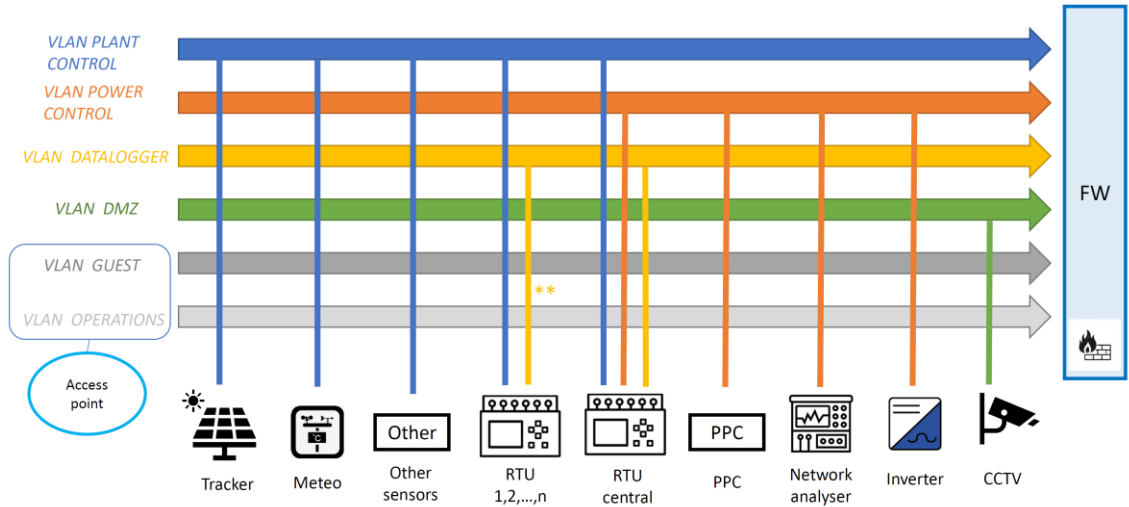 VLAN PLANT
CONTROL
VLAN POWER
CONTROL
VLAN DATALOGGER
VLAN DMZ
VLAN GUEST
VLAN OPERATIONS
**
FW
Access
point
°C
Other
PPC
Tracker
Meteo
Other
sensors
RTU
1,2,...,n
RTU
central
PPC
Network
analyser
Inverter
CCTV